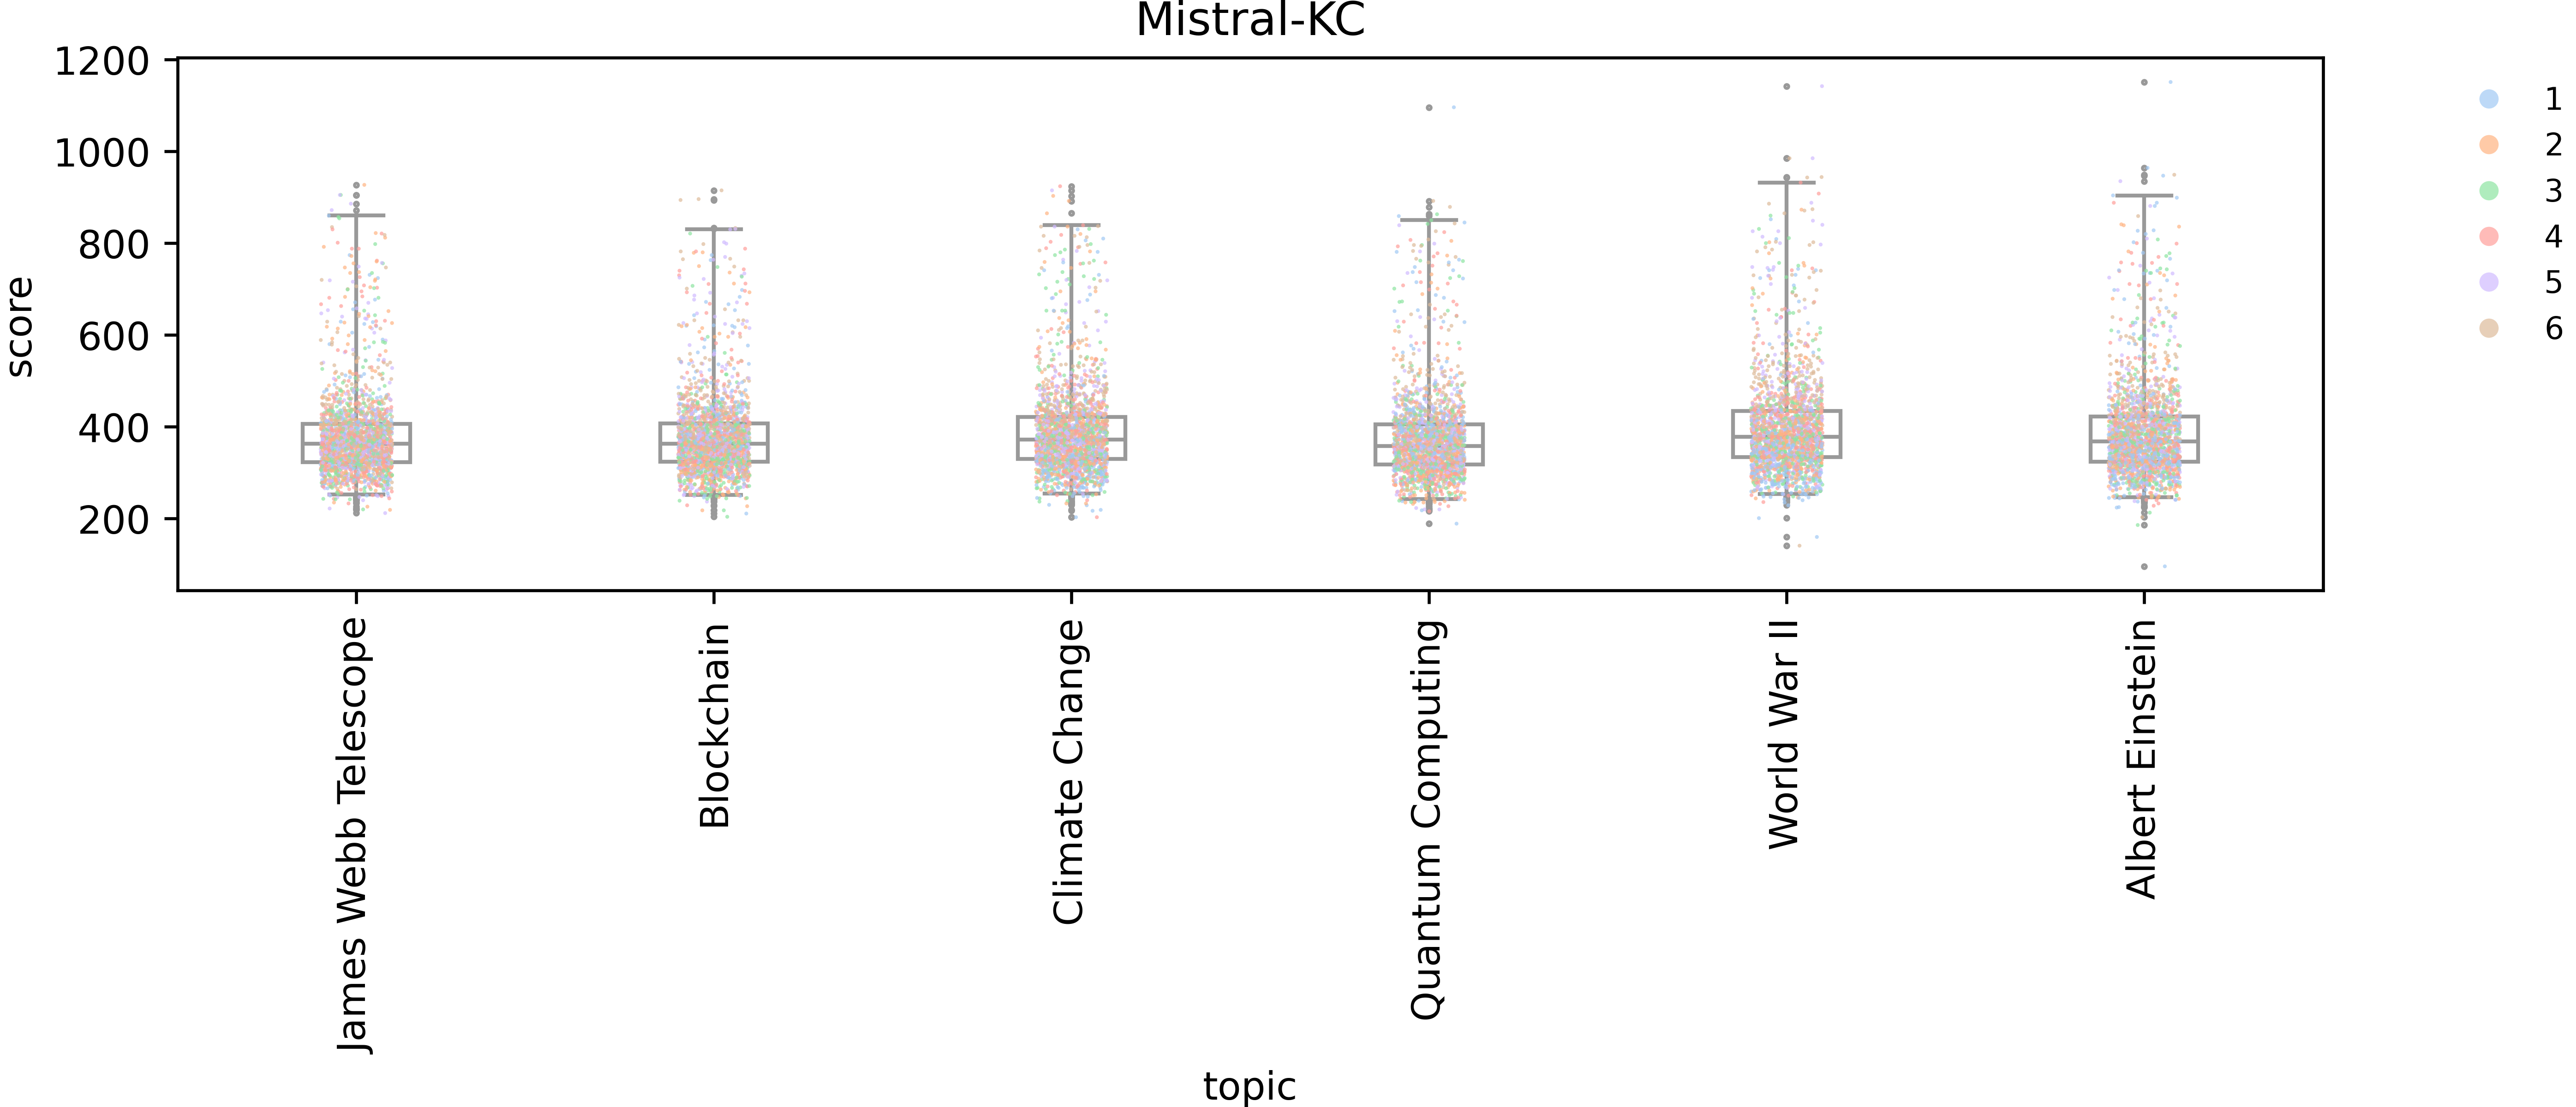 Mistral-KC
1200
1000
800
600
400
200
score
James Webb Telescope
Blockchain
Climate Change
Quantum Computing
World War II
Albert Einstein
topic
1
2
3
4
5
6